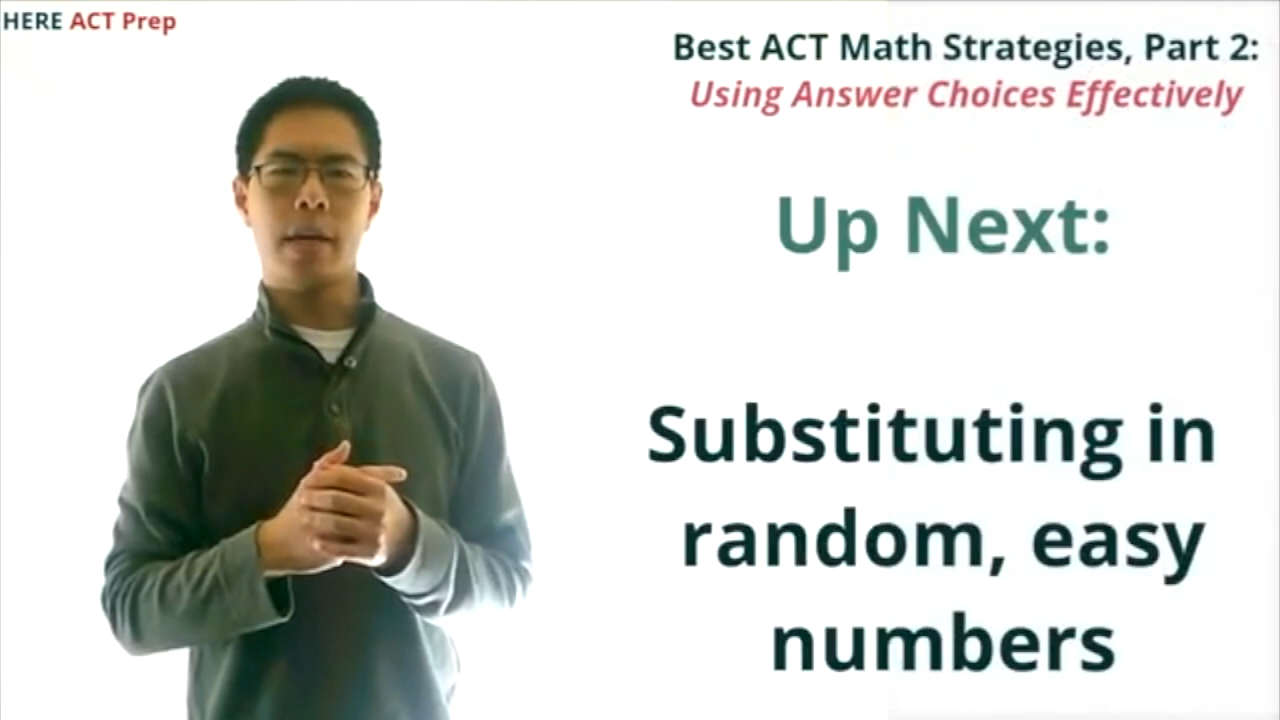 HERE ACT Prep
Best ACT Math Strategies, Part 2:
Using Answer Choices Effectively
Up Next:
Substituting in
random, easy
numbers